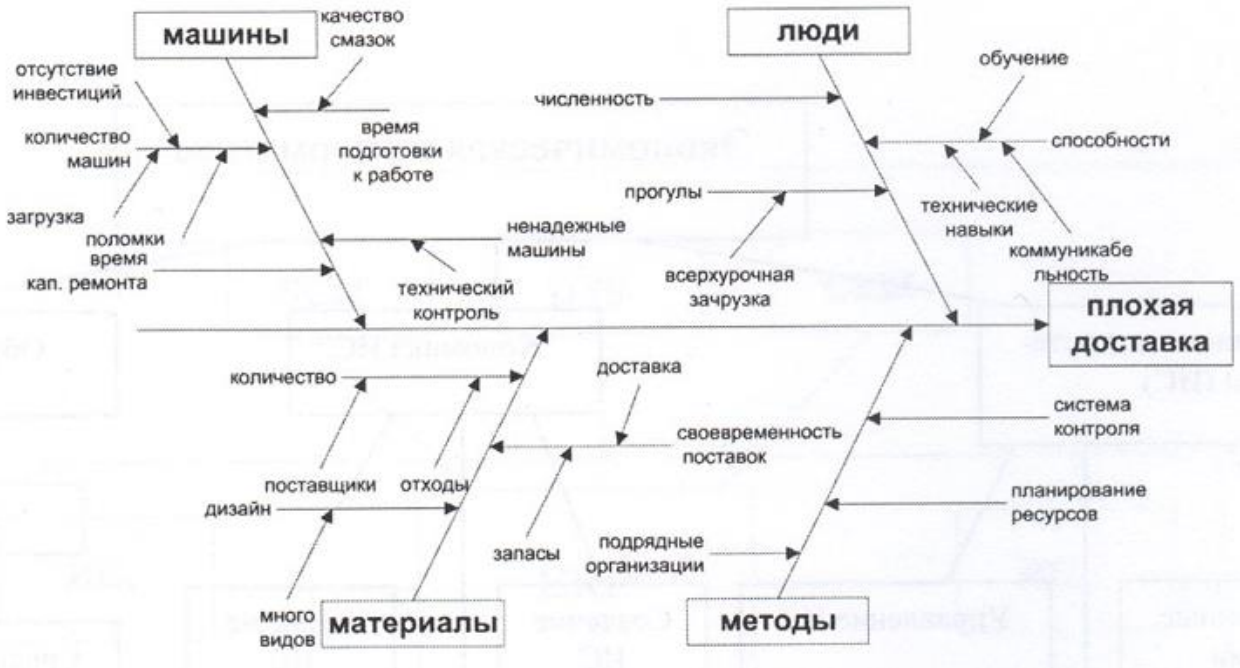 качество
смазок
машины
люди
отсутствие
инвестиций
обучение
численность
количество
машин
время
подготовки
к работе
способности
прогулы
технические
навыки
загрузка
поломки
время
кап. ремонта
ненадежные
машины
коммуникабе
льность
всерхурочная
зачрузка
технический
контроль
плохая
доставка
количество
доставка
система
контроля
своевременность
поставок
поставщики
отходы
дизайн
планирование
ресурсов
запасы
подрядные
организации
много
видов
материалы
методы